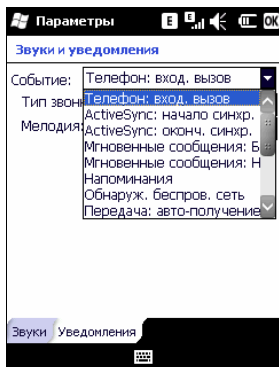 Параметры E E OK
Звуки и уведомления
Событие: Телефон: вход. вызов
Телефон: вход. вызов
Тип звон
ActiveSync: начало синхр.
Мелодия:
ActiveSync: оконч. синхр.
Мгновенные сообщения: Б
Мгновенные сообщения: Н
Напоминания
Обнаруж. беспров. сеть
Передача: авто-получение
Звуки Уведомления